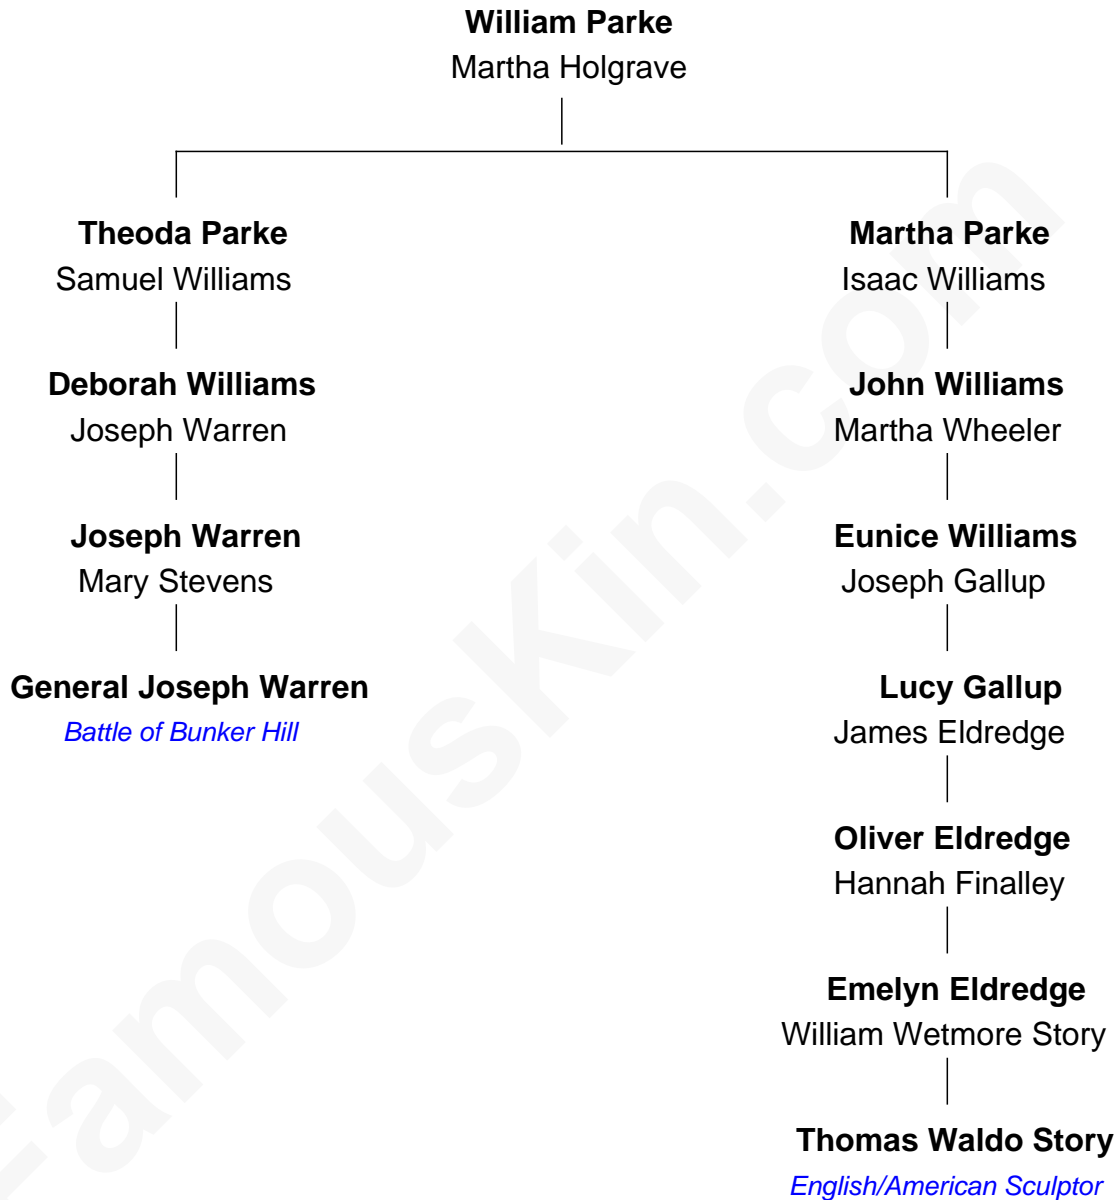 William Parke
Martha Holgrave
Theoda Parke
Samuel Williams
Martha Parke
Isaac Williams
Deborah Williams
Joseph Warren
John Williams
Martha Wheeler
Joseph Warren
Mary Stevens
Eunice Williams
Joseph Gallup
General Joseph Warren
Battle of Bunker Hill
Lucy Gallup
James Eldredge
Oliver Eldredge
Hannah Finalley
Emelyn Eldredge
William Wetmore Story
Thomas Waldo Story
English/American Sculptor
FamousKin.com